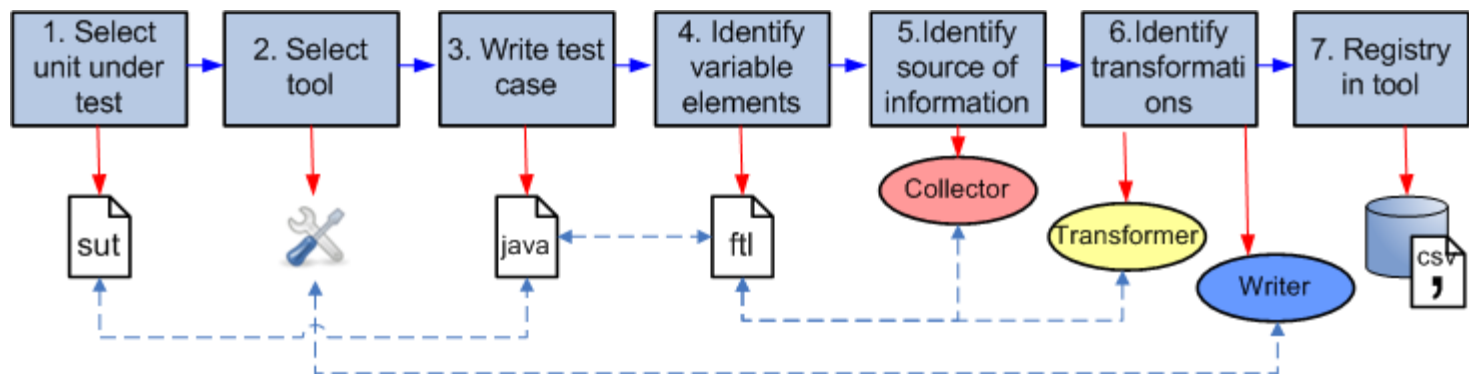 1. Select
unit under
test
2. Select
tool
3. Write test
case
4. Identify
variable
elements
5.Identify
source of
information
6.Identify
transformati
ons
7. Registry
in tool
sut
java
ftl
Collector
Transformer
Writer
csv
,